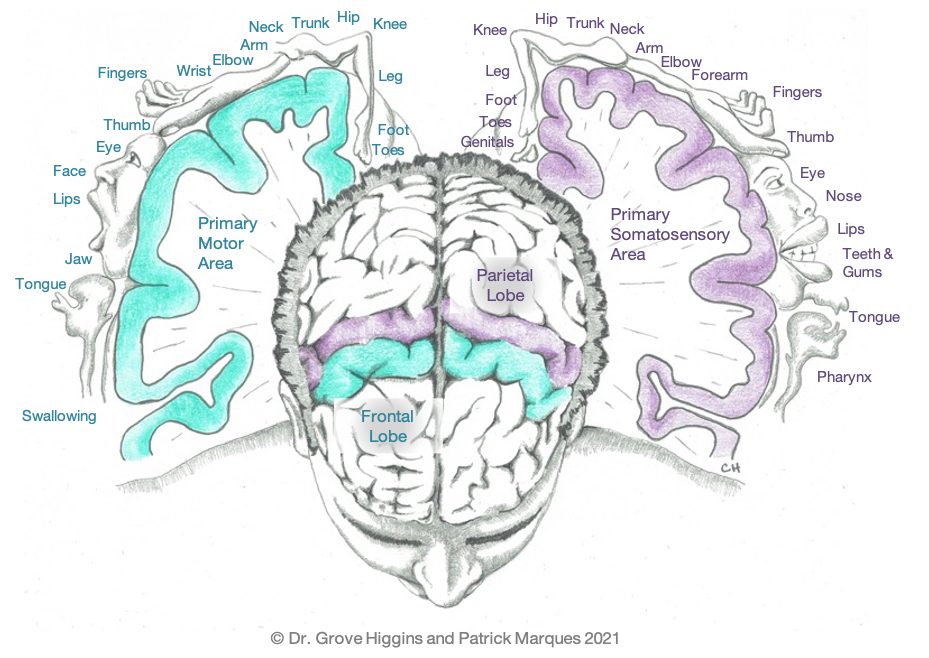 Neck
Trunk
Hip
Knee
Arm
Elbow
Wrist
Fingers
Leg
Thumb
Eye
Face
Lips
Foot
Toes
Jaw
Tongue
Swallowing
Primary
Motor
Area
Knee
Hip
Trunk
Neck
Arm
Elbow
Forearm
Fingers
Leg
Foot
Toes
Genitals
Thumb
Eye
Nose
Lips
Teeth &
Gums
Tongue
Pharynx
Primary
Somatosensory
Area
Parietal
Lobe
Frontal
Lobe
CH
© Dr. Grove Higgins and Patrick Marques 2021